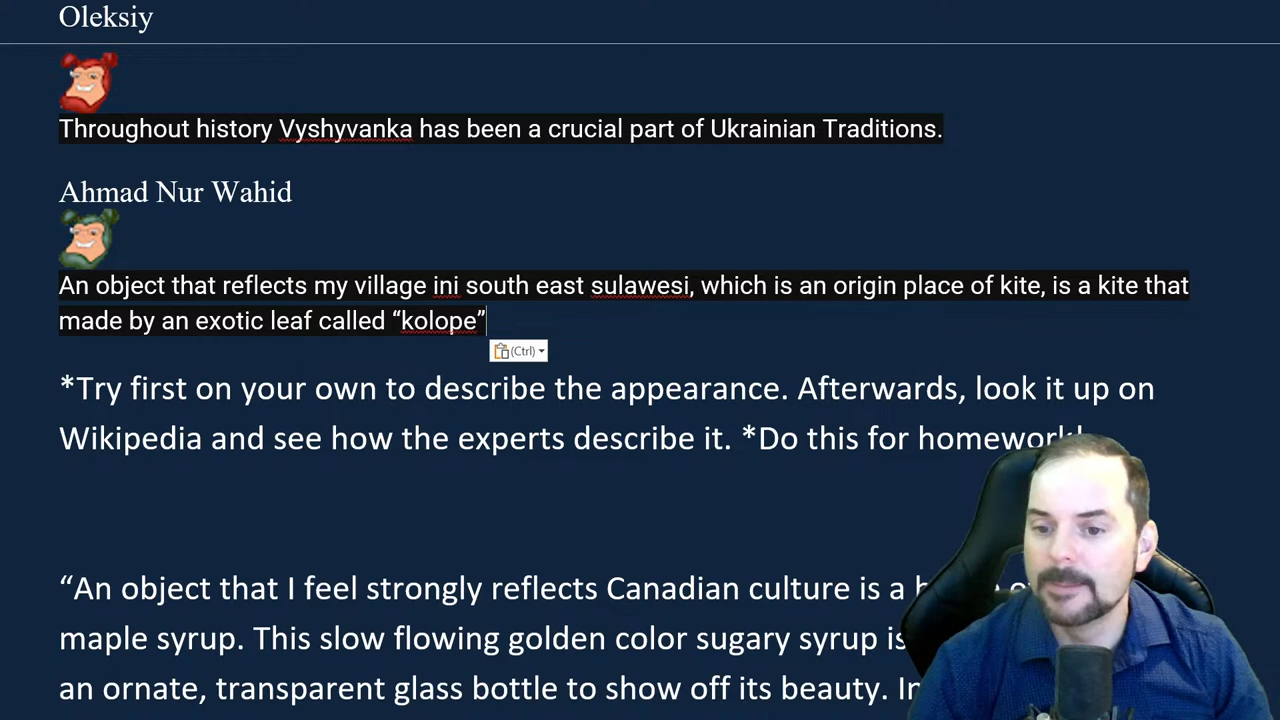 Oleksiy
Throughout history Vyshyvanka has been a crucial part of Ukrainian Traditions.
Ahmad Nur Wahid
An object that reflects my village ini south east sulawesi, which is an origin place of kite, is a kite that
made by an exotic leaf called “kolope”
(Ctrl)
*Try first on your own to describe the appearance. Afterwards, look it up on
Wikipedia and see how the experts describe it. *Do this for homework!
“An object that I feel strongly reflects Canadian culture is a
maple syrup. This slow flowing golden color sugary syrup is
an ornate, transparent glass bottle to show off its beauty.